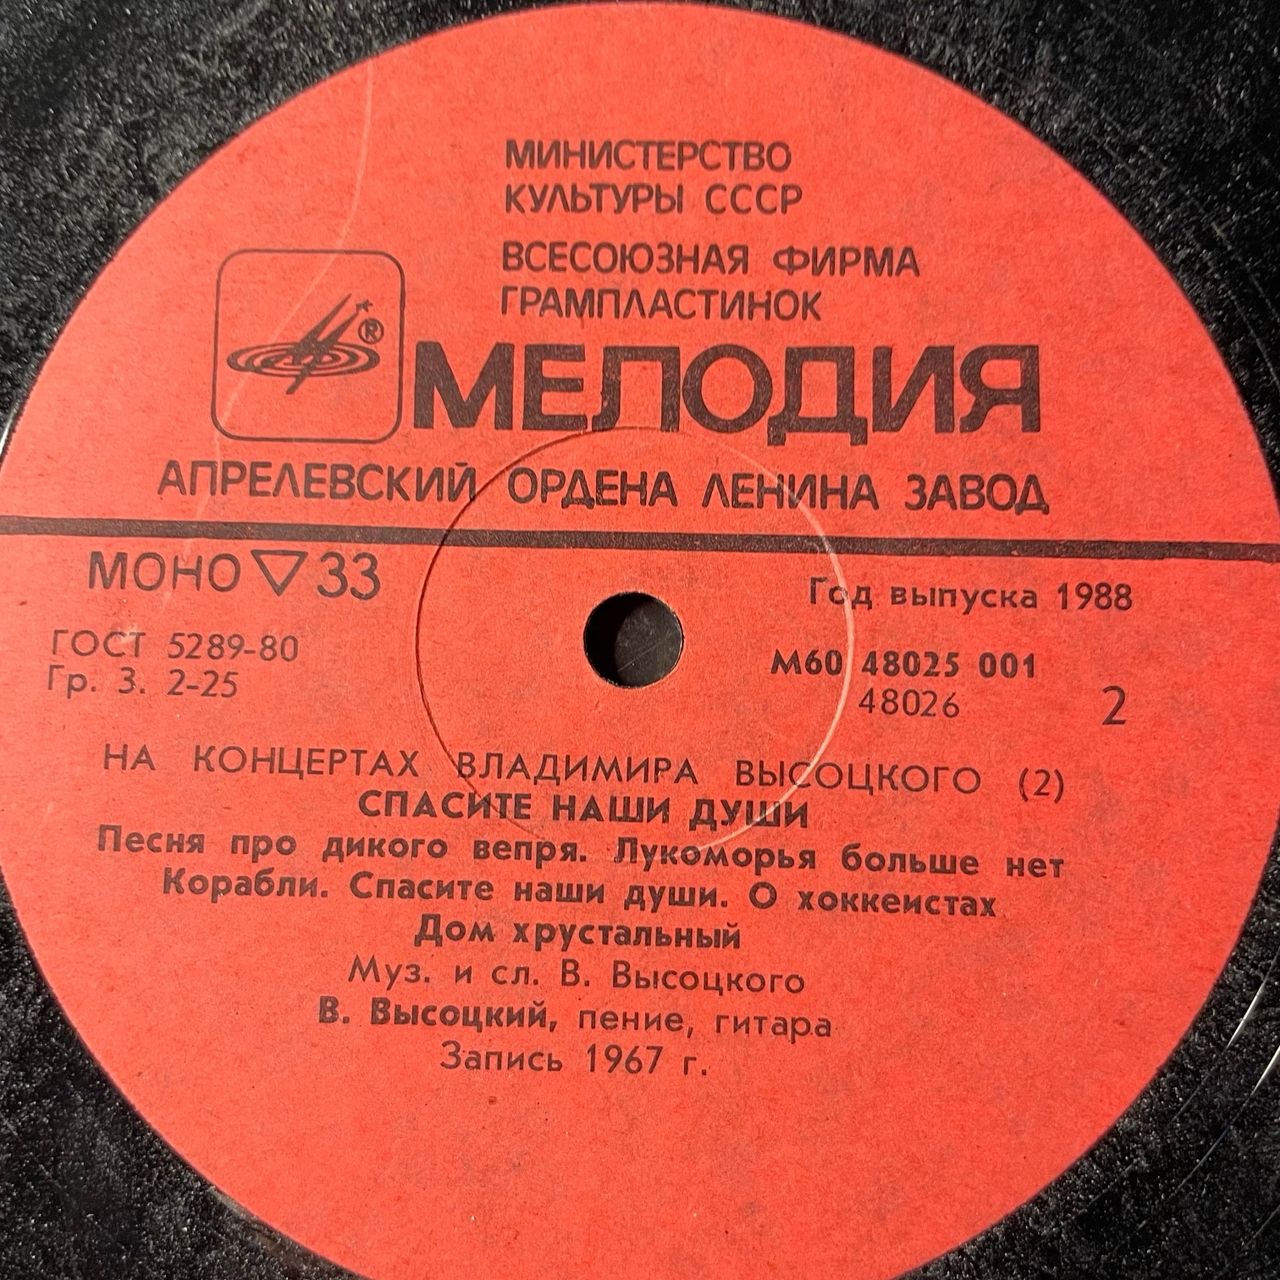 МИНИСТЕРСТВО
КУЛЬТУРЫ СССР
ВСЕСОЮЗНАЯ ФИРМА
ГРАМПЛАСТИНОК
®
МЕЛОДИЯ
АПРЕЛЕВСКИЙ ОРДЕНА ЛЕНИНА ЗАВОД
МОНО ▽ 33
Год выпуска 1988
ГОСТ 5289-80
Гр. 3. 2-25
М60 48025 001
48026
2
НА КОНЦЕРТАХ ВЛАДИМИРА ВЫСОЦКОГО (2)
СПАСИТЕ НАШИ ДУШИ
Песня про дикого вепря. Лукоморья больше нет
Корабли. Спасите наши души. О хоккеистах
Дом хрустальный
Муз. и сл. В. Высоцкого
В. Высоцкий, пение, гитара
Запись 1967 г.